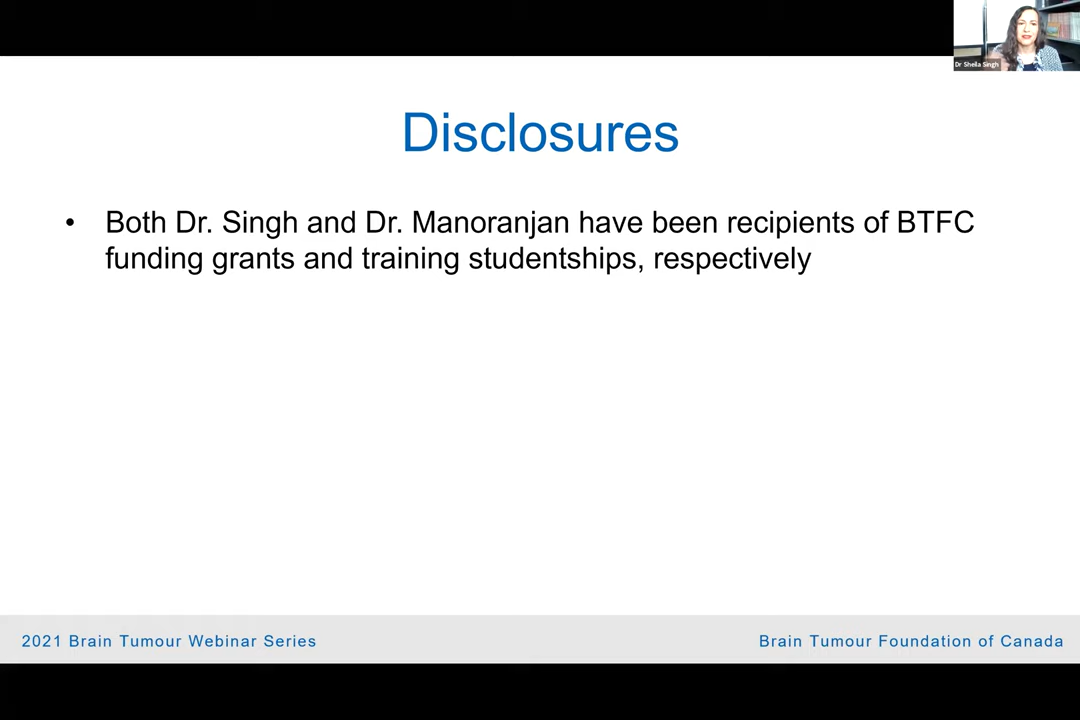 Dr Sheila Singh
Disclosures
• Both Dr. Singh and Dr. Manoranjan have been recipients of BTFC
funding grants and training studentships, respectively
2021 Brain Tumour Webinar Series
Brain Tumour Foundation of Canada